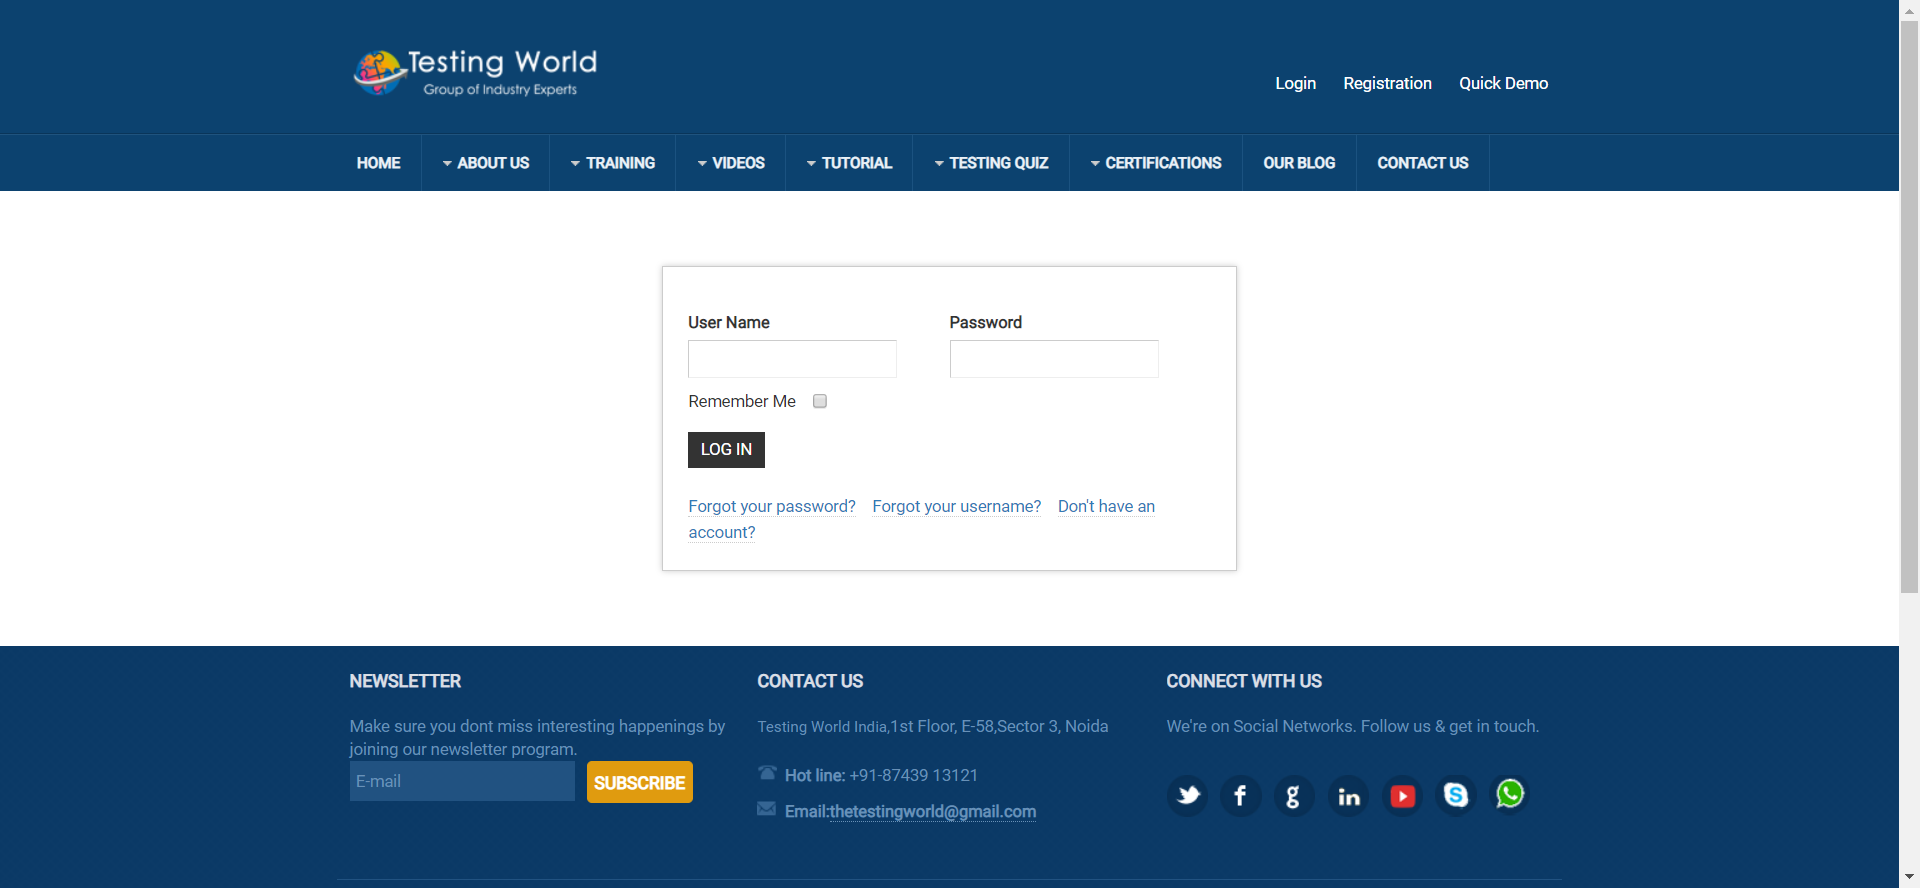 Testing World
Group of Industry Experts
Login Registration Quick Demo
HOME ABOUT US TRAINING VIDEOS TUTORIAL TESTING QUIZ CERTIFICATIONS OUR BLOG CONTACT US
User Name Password
Remember Me
LOG IN
Forgot your password? Forgot your username? Don't have an
account?
NEWSLETTER
Make sure you dont miss interesting happenings by
joining our newsletter program.
E-mail SUBSCRIBE
CONTACT US
Testing World India,1st Floor, E-58,Sector 3, Noida
Hot line: +91-87439 13121
Email:thetestingworld@gmail.com
CONNECT WITH US
We're on Social Networks. Follow us & get in touch.